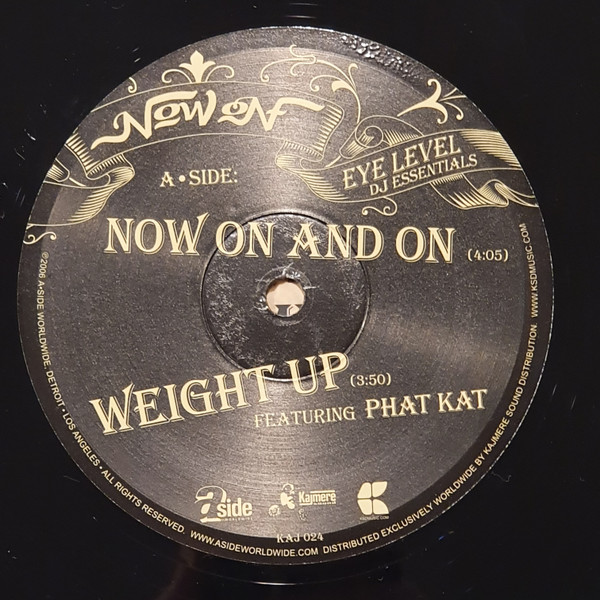 NOW ON
EYE LEVEL
DJ ESSENTIALS
A • SIDE:
NOW ON AND ON (4:05)
WEIGHT UP (3:50)
FEATURING PHAT KAT
aside
Kajmere
KAJ 024
©2006 A-SIDE WORLDWIDE. DETROIT • LOS ANGELES • ALL RIGHTS RESERVED. WWW.ASIDEWORLDWIDE.COM DISTRIBUTED EXCLUSIVELY WORLDWIDE BY KAJMERE SOUND DISTRIBUTION. WWW.KSDMUSIC.COM